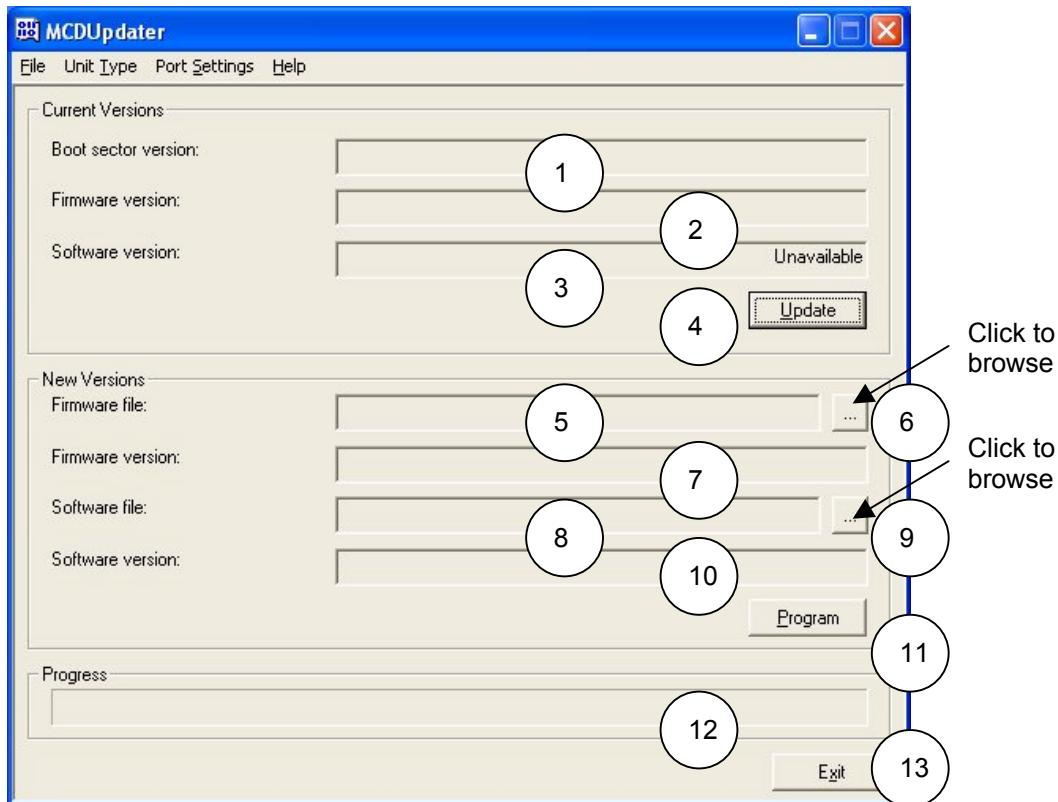 MCDUpdater
File Unit Type Port Settings Help
Current Versions
Boot sector version:
1
Firmware version:
2
Software version:
Unavailable
3
4
Update
Click to
browse
New Versions
Firmware file:
5
...
6
Firmware version:
7
Click to
browse
Software file:
8
...
9
Software version:
10
Program
11
Progress
12
Exit
13